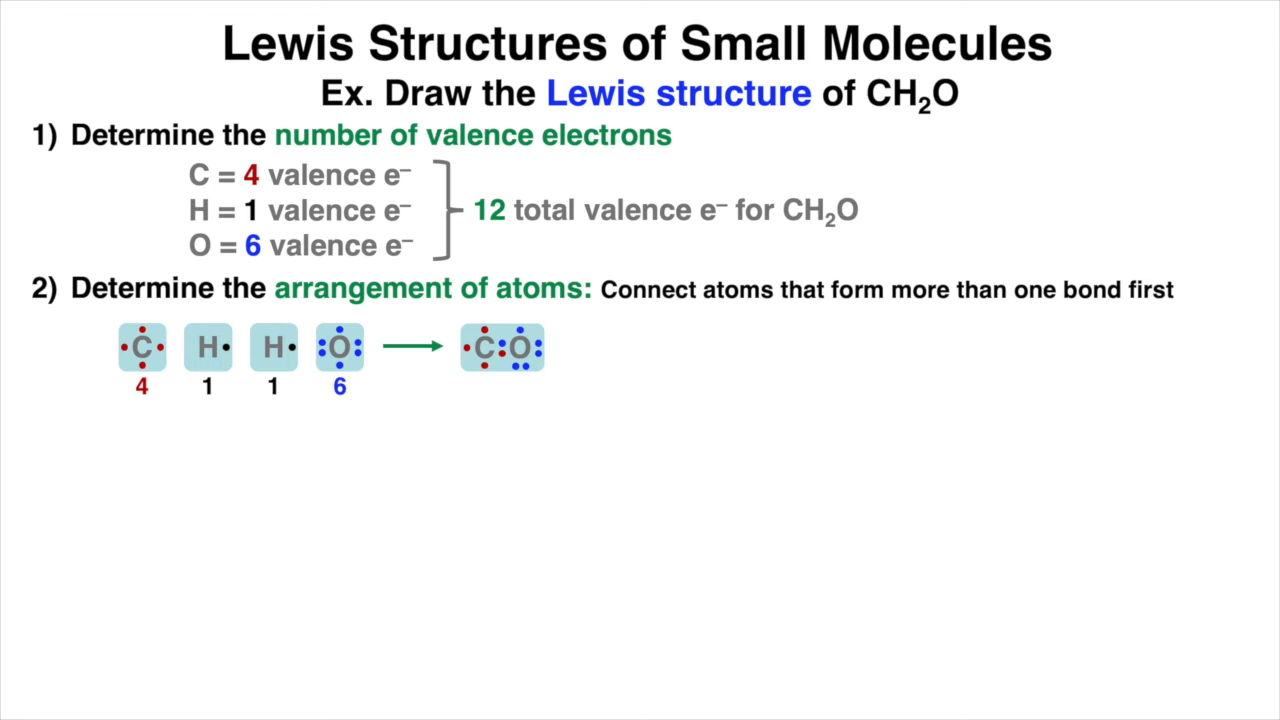 Lewis Structures of Small Molecules
Ex. Draw the Lewis structure of CH₂O
1) Determine the number of valence electrons
C = 4 valence e⁻
H = 1 valence e⁻
O = 6 valence e⁻
12 total valence e⁻ for CH₂O
2) Determine the arrangement of atoms: Connect atoms that form more than one bond first
C H H O C O
4 1 1 6